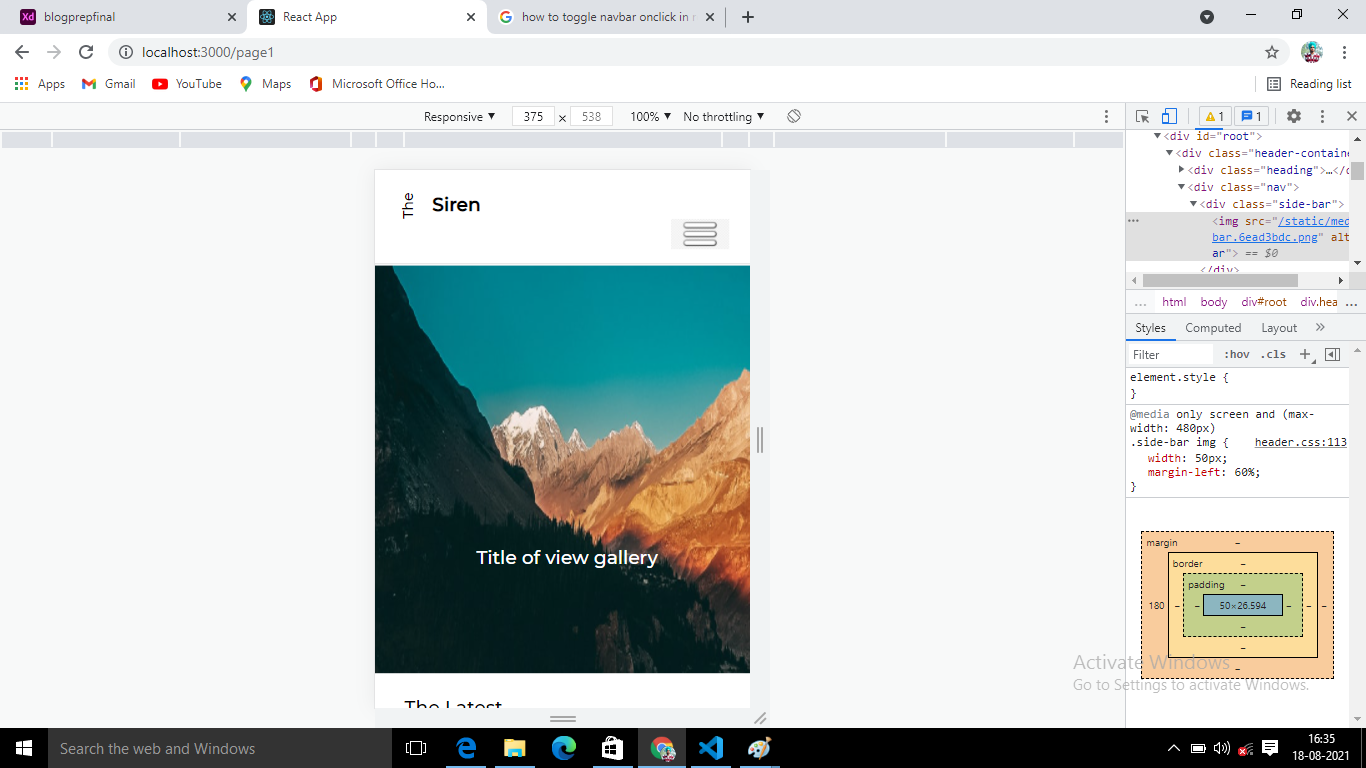 blogprepfinal
React App
how to toggle navbar onclick in
localhost:3000/page1
Apps
Gmail
YouTube
Maps
Microsoft Office Ho...
Reading list
Responsive ▼
375 x 538
100% ▼
No throttling ▼
1
1
▼<div id="root">
▼<div class="header-containe
▶<div class="heading">…</d
▼<div class="nav">
▼<div class="side-bar">
<img src="/static/med
bar.6ead3bdc.png" alt
ar"> == $0
</div>
... html body div#root div.hea ...
Styles Computed Layout »
Filter :hov .cls +
element.style {
}
@media only screen and (max-
width: 480px)
.side-bar img { header.css:113
width: 50px;
margin-left: 60%;
}
margin –
border –
padding –
180 – – 50×26.594 – – –
–
–
–
The Siren
Title of view gallery
The Latest
Activate Windows
Go to Settings to activate Windows.
Xd
Search the web and Windows
16:35
18-08-2021